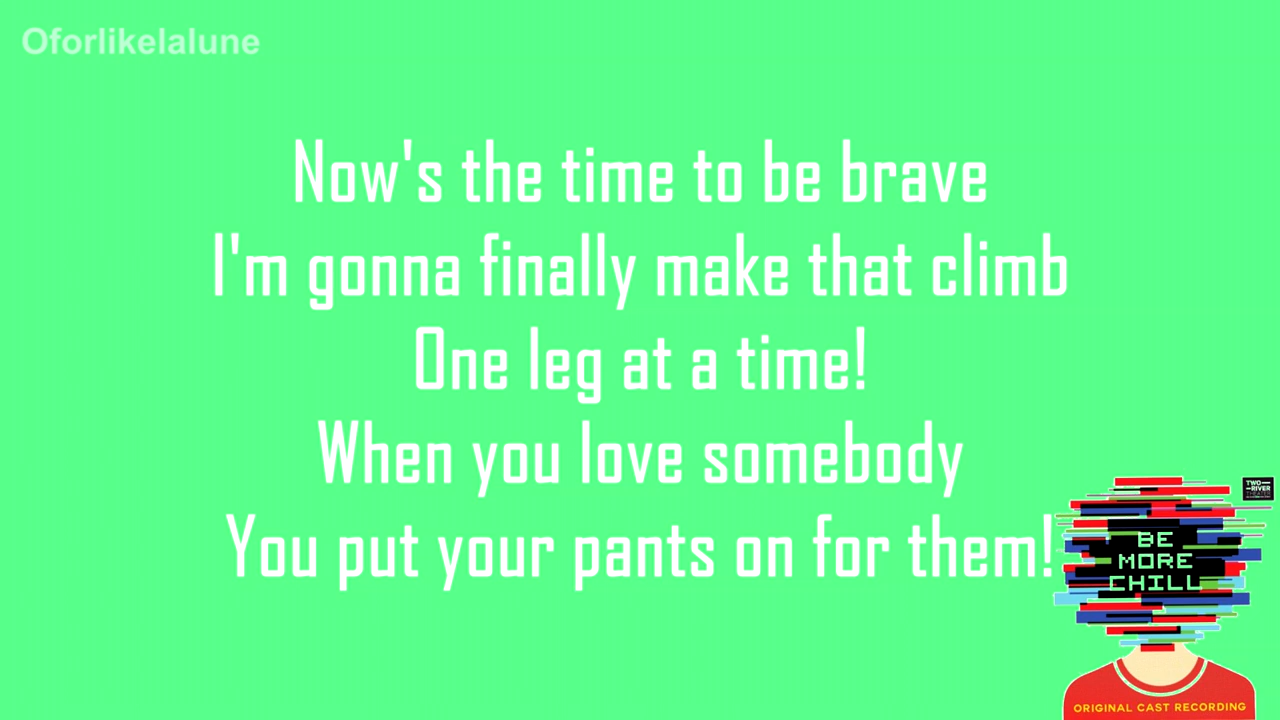 Oforlikelalune
Now's the time to be brave
I'm gonna finally make that climb
One leg at a time!
When you love somebody
You put your pants on for them!
TWO
RIVER
THEATER
BE
MORE
CHILL
ORIGINAL CAST RECORDING